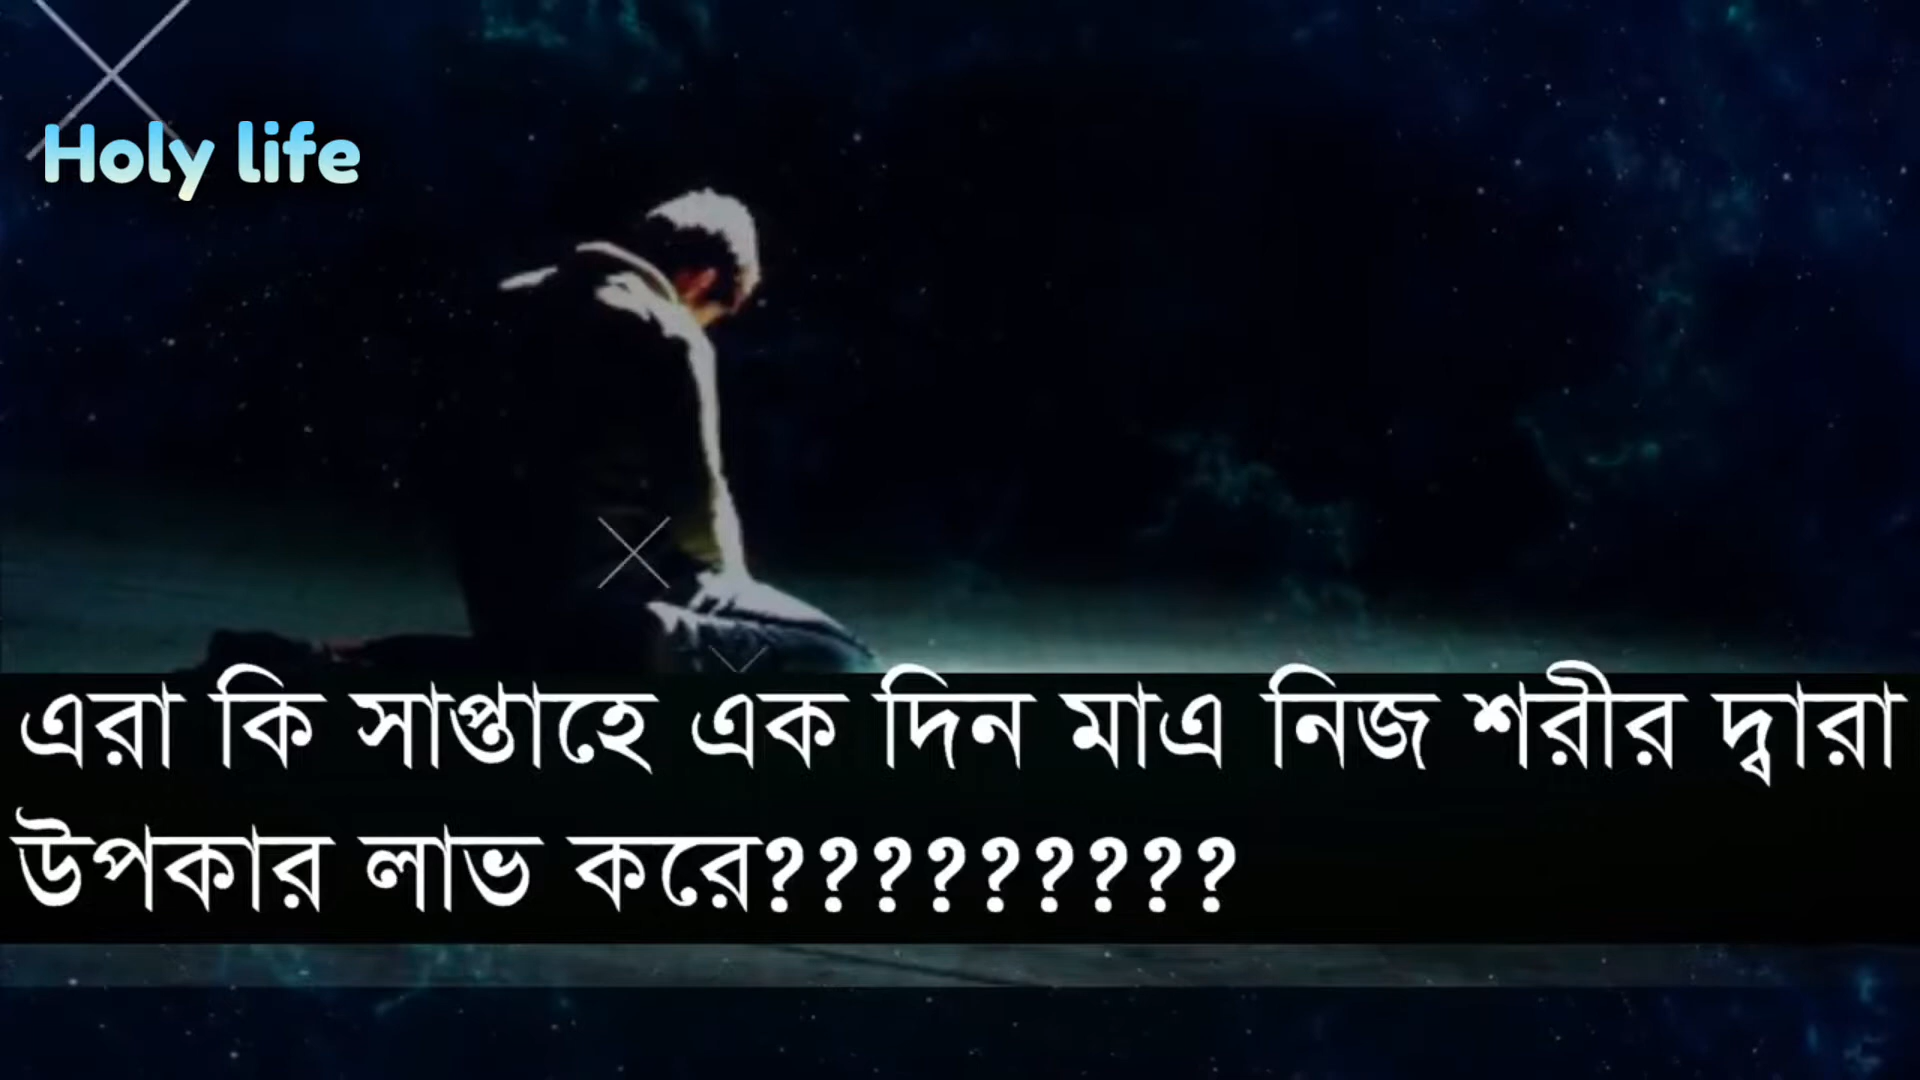 Holy life
এরা কি সাপ্তাহে এক দিন মাএ নিজ শরীর দ্বারা
উপকার লাভ করে?????????